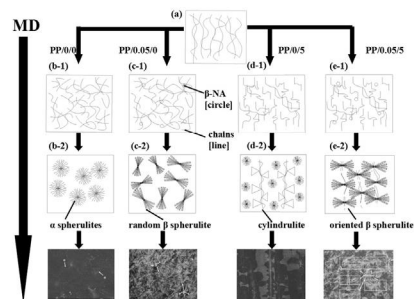 (a)
MD
PP/0/0 PP/0.05/0 PP/0/5 PP/0.05/5
(b-1) (c-1) (d-1) (e-1)
β-NA
[circle]
chains
[line]
(b-2) (c-2) (d-2) (e-2)
α spherulites random β spherulite cylindrulite oriented β spherulite